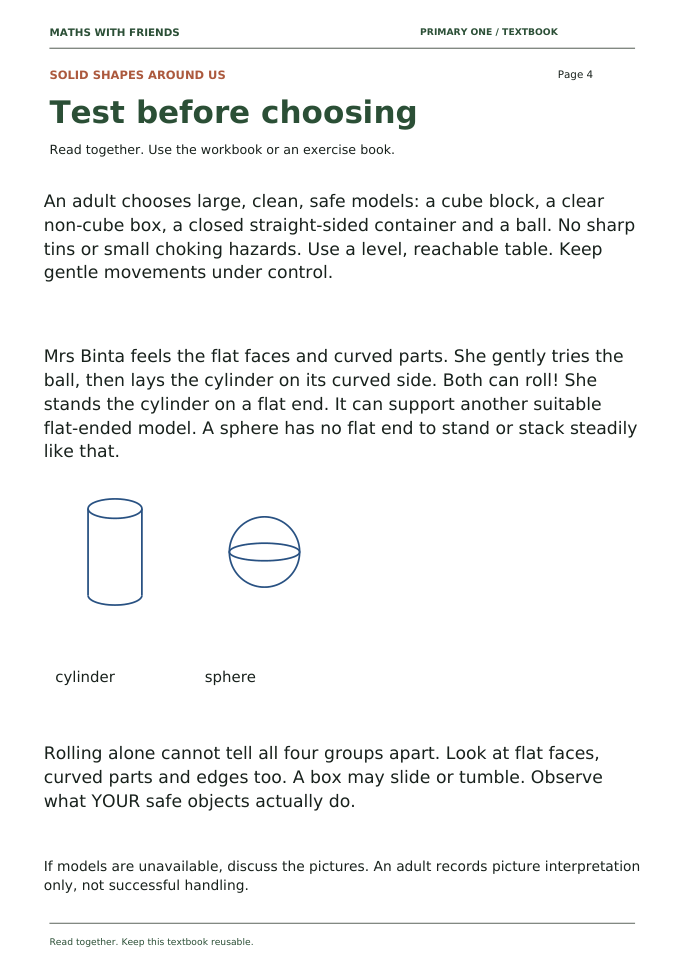 MATHS WITH FRIENDS
PRIMARY ONE / TEXTBOOK
SOLID SHAPES AROUND US
Page 4
Test before choosing
Read together. Use the workbook or an exercise book.
An adult chooses large, clean, safe models: a cube block, a clear
non-cube box, a closed straight-sided container and a ball. No sharp
tins or small choking hazards. Use a level, reachable table. Keep
gentle movements under control.
Mrs Binta feels the flat faces and curved parts. She gently tries the
ball, then lays the cylinder on its curved side. Both can roll! She
stands the cylinder on a flat end. It can support another suitable
flat-ended model. A sphere has no flat end to stand or stack steadily
like that.
cylinder
sphere
Rolling alone cannot tell all four groups apart. Look at flat faces,
curved parts and edges too. A box may slide or tumble. Observe
what YOUR safe objects actually do.
If models are unavailable, discuss the pictures. An adult records picture interpretation
only, not successful handling.
Read together. Keep this textbook reusable.